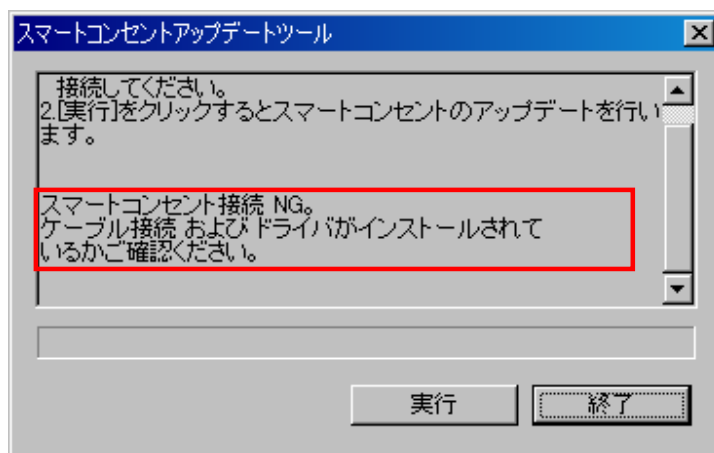 スマートコンセントアップデートツール
接続してください。
2.[実行]をクリックするとスマートコンセントのアップデートを行い
ます。
スマートコンセント接続 NG。
ケーブル接続 および ドライバがインストールされて
いるかご確認ください。
実行
終了